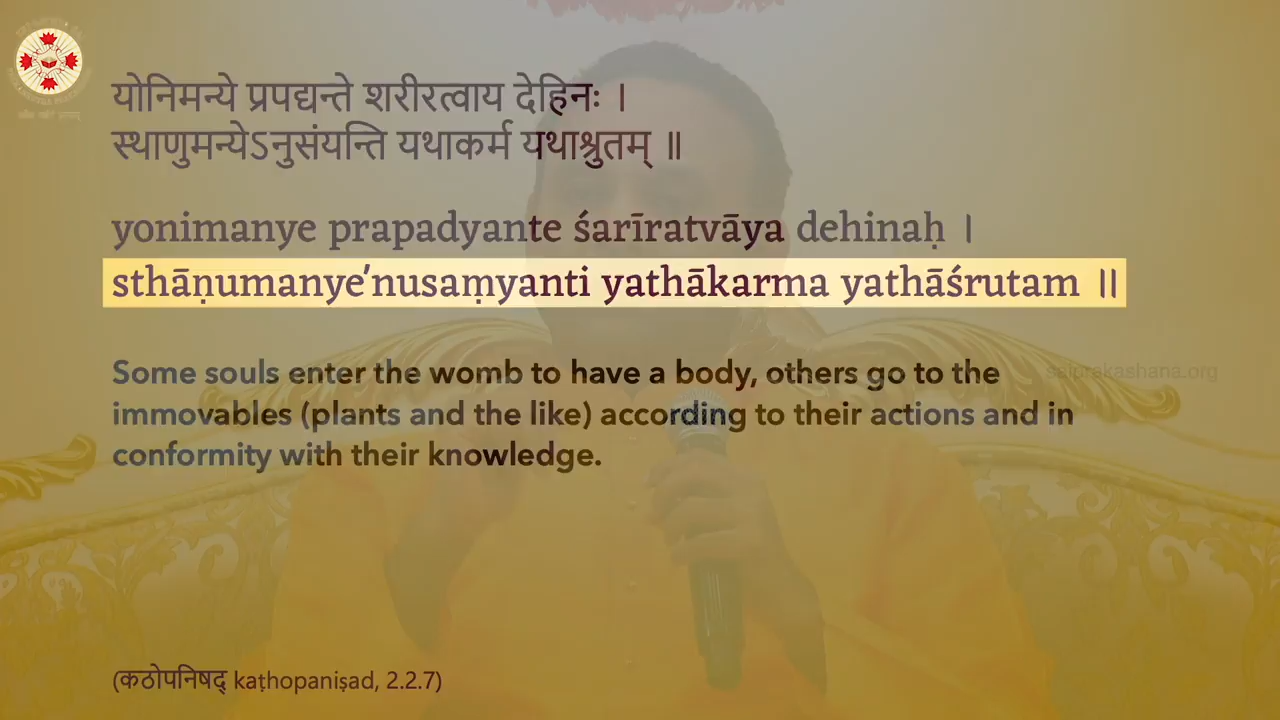 योनिमन्ये प्रपद्यन्ते शरीरत्वाय देहिनः ।
स्थाणुमन्येऽनुसंयन्ति यथाकर्म यथाश्रुतम् ॥
yonimanye prapadyante śarīratvāya dehinaḥ ।
sthāṇumanye'nusaṃyanti yathākarma yathāśrutam ॥
Some souls enter the womb to have a body, others go to the
immovables (plants and the like) according to their actions and in
conformity with their knowledge.
satprakashana.org
(कठोपनिषद् kaṭhopaniṣad, 2.2.7)